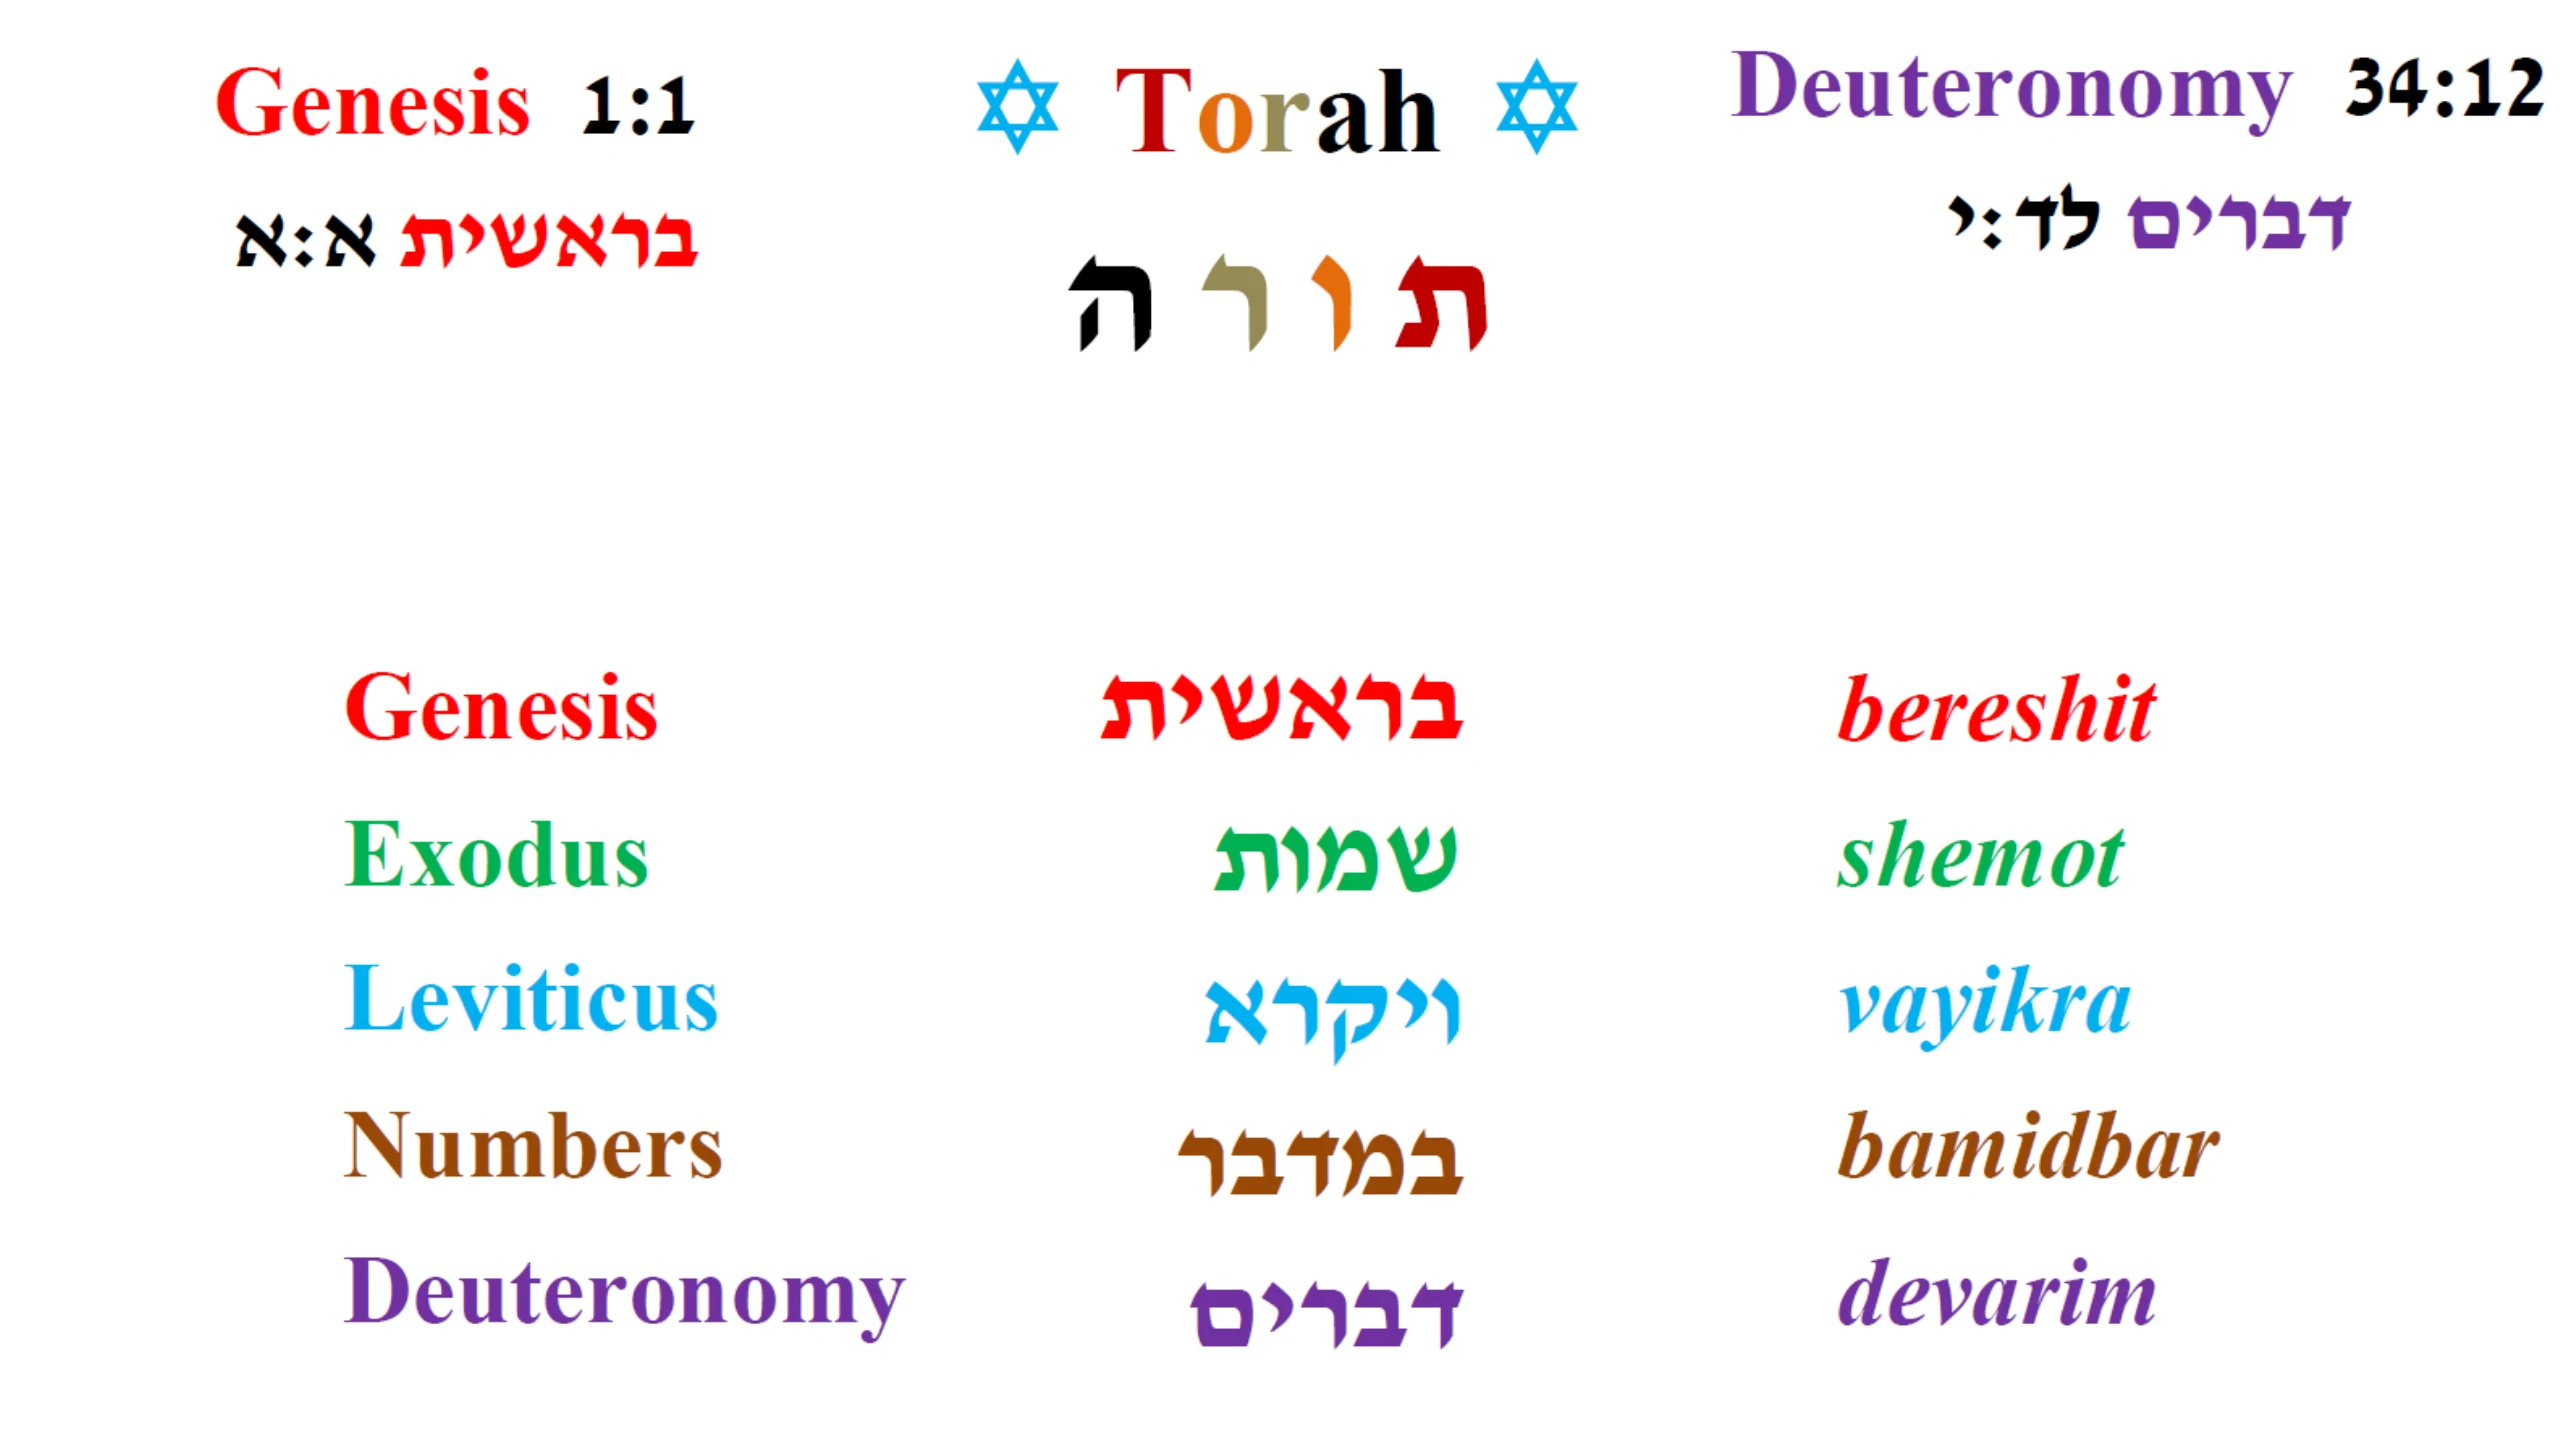 Genesis 1:1
בראשית א:א
✡ Torah ✡
ת ו ר ה
Deuteronomy 34:12
דברים לד:י
Genesis בראשית bereshit
Exodus שמות shemot
Leviticus ויקרא vayikra
Numbers במדבר bamidbar
Deuteronomy דברים devarim